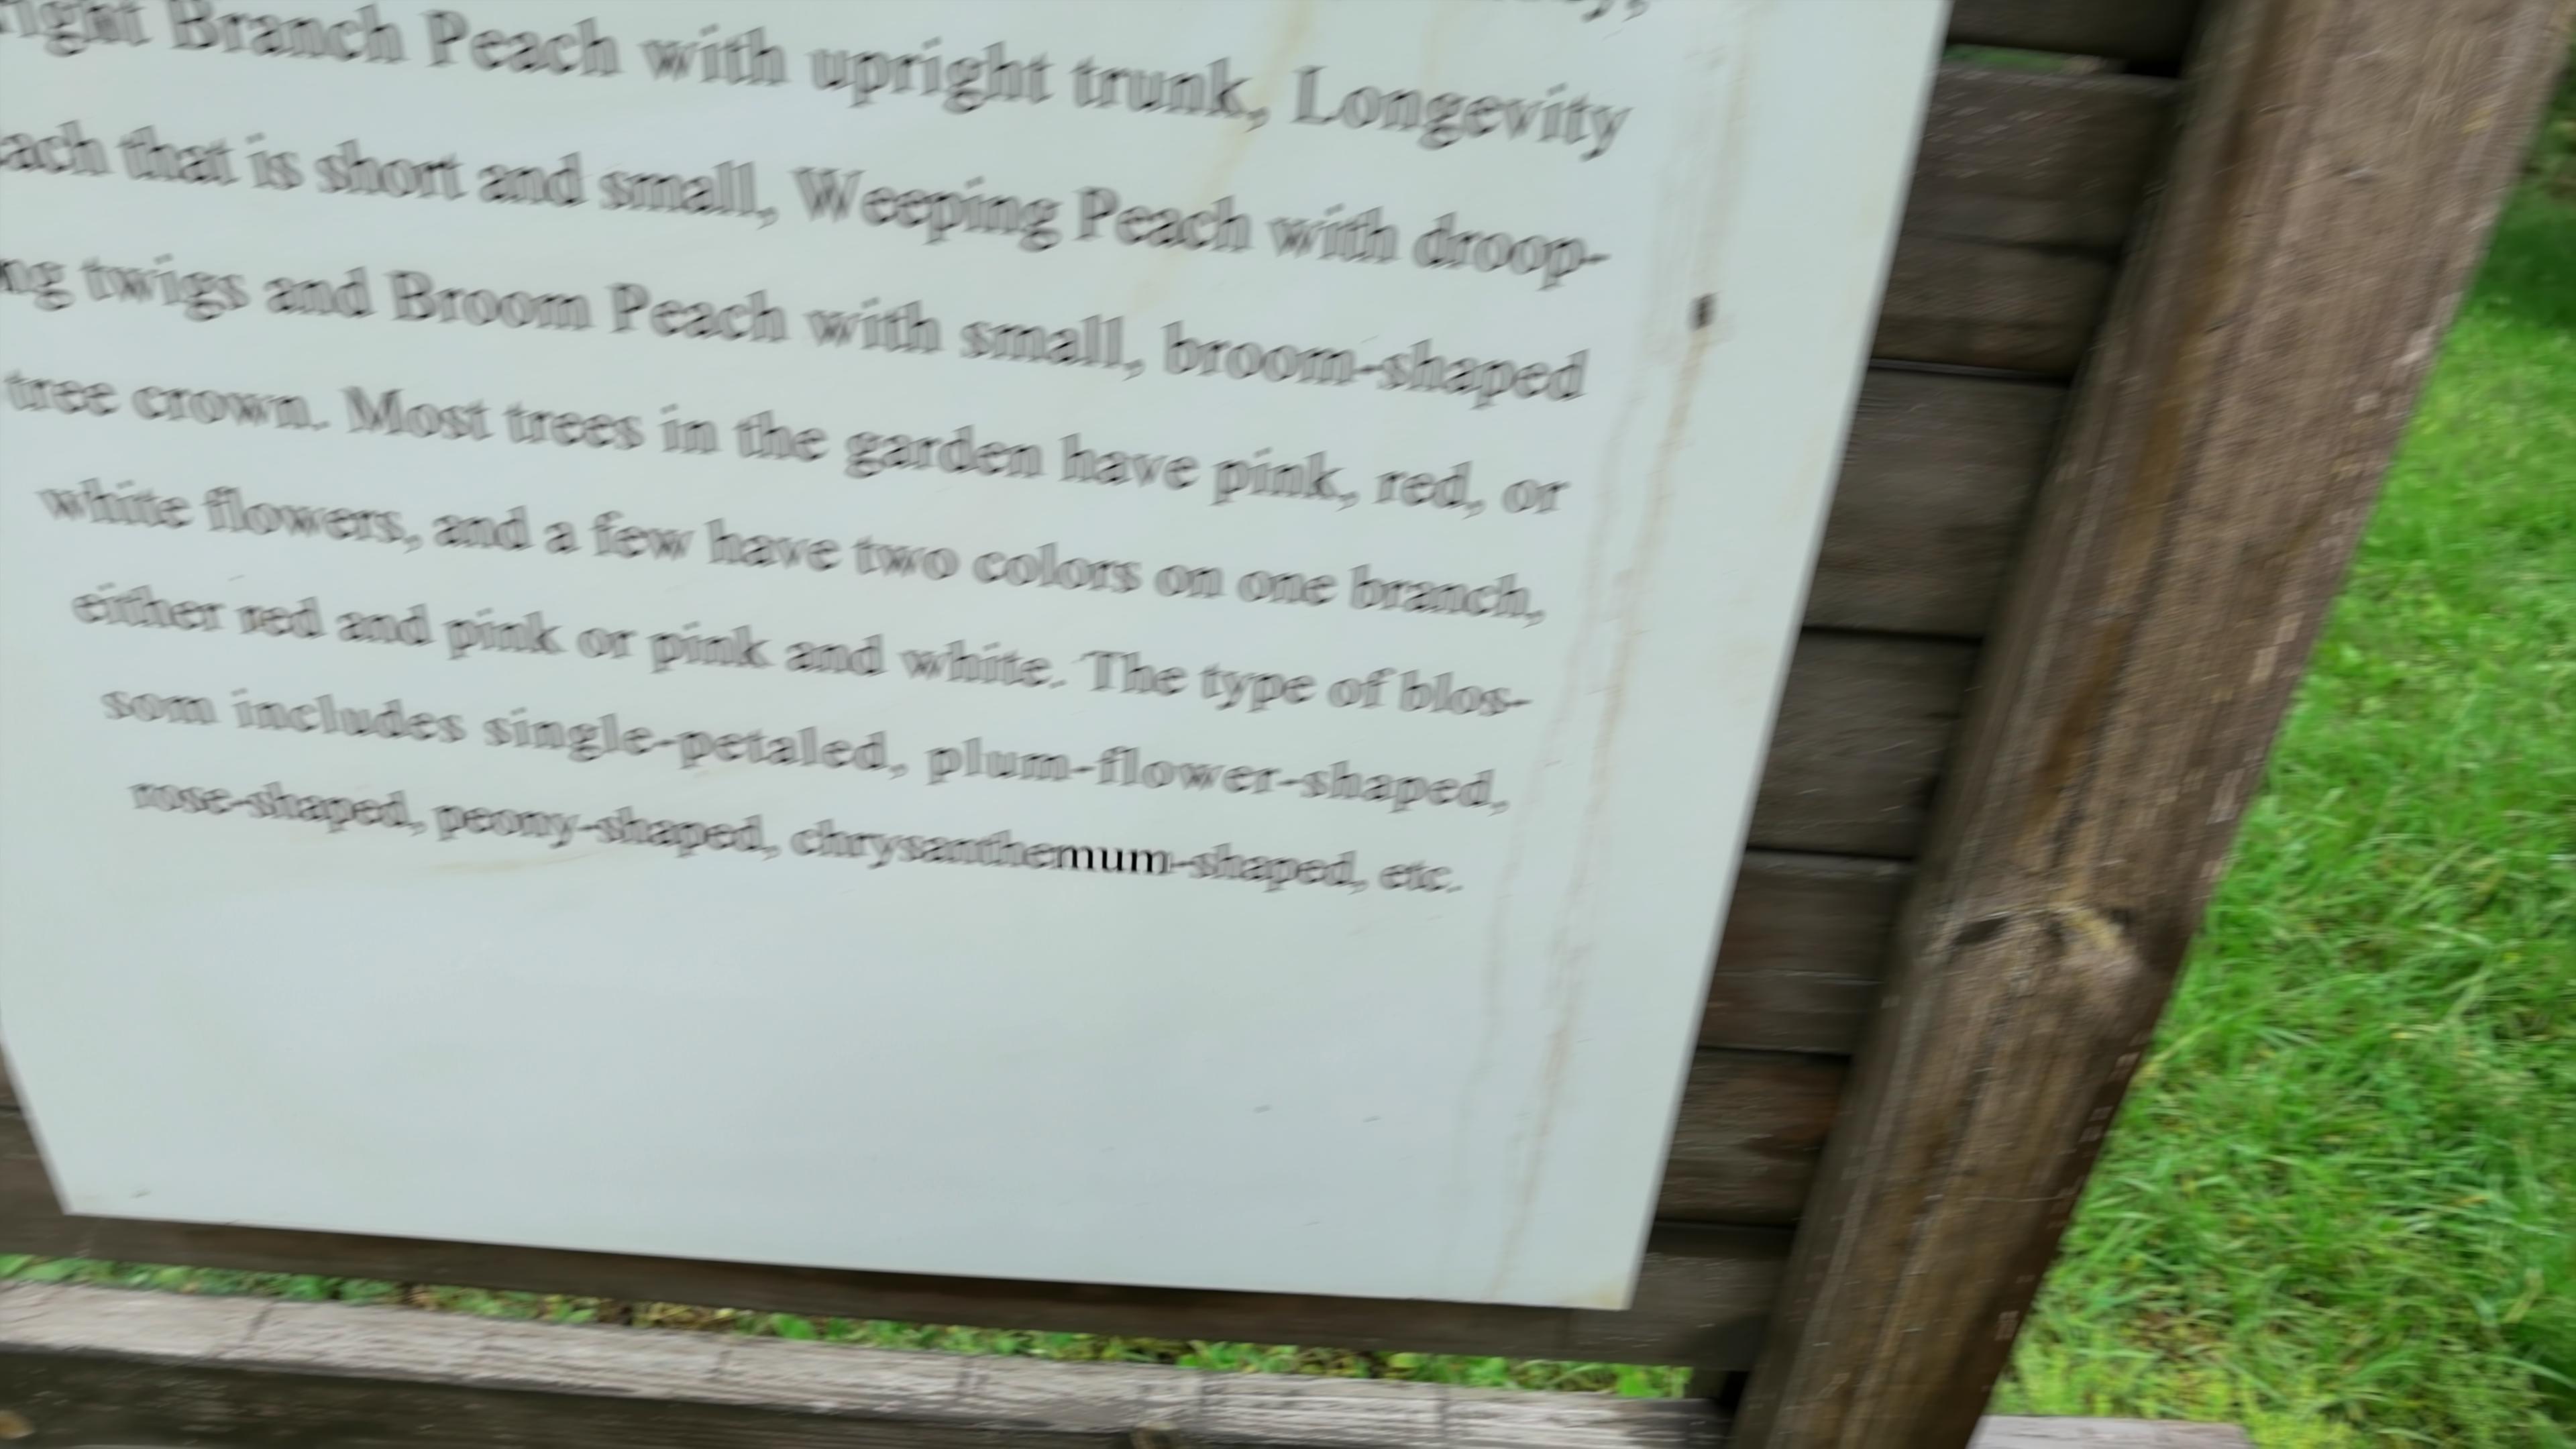 Branch Peach with upright trunk, Longevity
that is short and small, Weeping Peach with droop-
twigs and Broom Peach with small, broom-shaped
tree crown. Most trees in the garden have pink, red, or
white flowers, and a few have two colors on one branch,
either red and pink or pink and white. The type of blos-
som includes single-petaled, plum-flower-shaped,
rose-shaped, peony-shaped, chrysanthemum-shaped, etc.